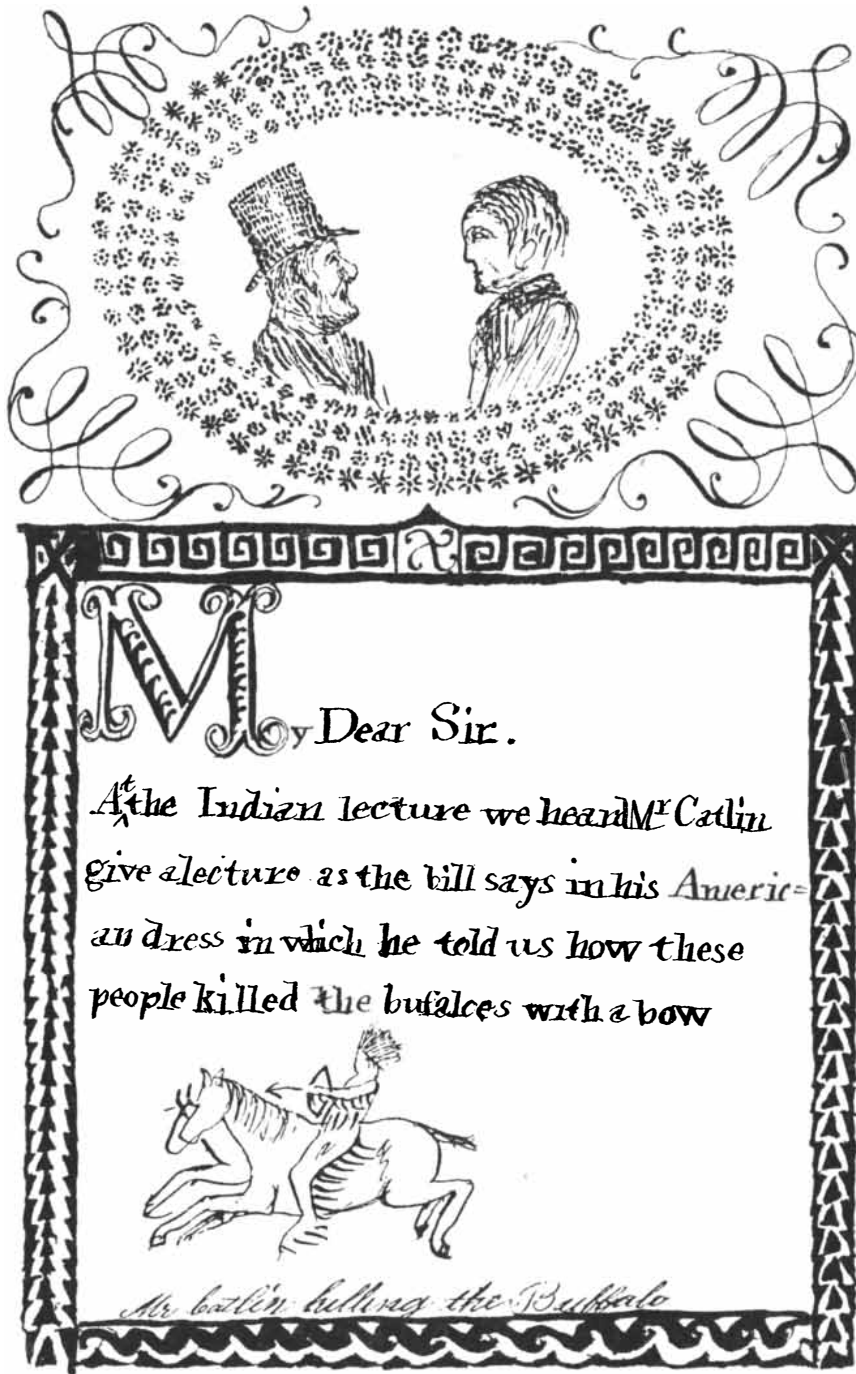 My Dear Sir.
At the Indian lecture we heard Mr Catlin
give a lecture as the bill says in his Americ=
an dress in which he told us how these
people killed the bufaloes with a bow
Mr Catlin killing the Buffalo